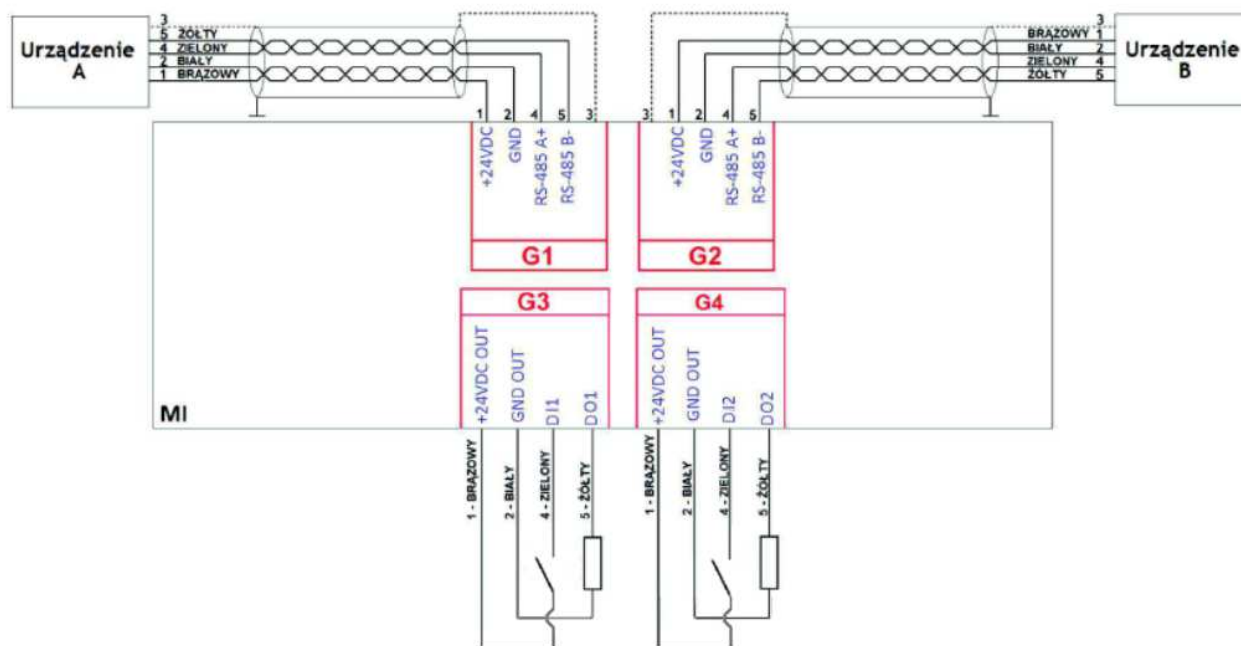 Urządzenie
A
3
5 ŻÓŁTY
4 ZIELONY
2 BIAŁY
1 BRĄZOWY
3
BRĄZOWY 1
BIAŁY 2
ZIELONY 4
ŻÓŁTY 5
Urządzenie
B
1 2 4 5 3
+24VDC
GND
RS-485 A+
RS-485 B-
G1
3 1 2 4 5
+24VDC
GND
RS-485 A+
RS-485 B-
G2
G3
+24VDC OUT
GND OUT
DI1
DO1
G4
+24VDC OUT
GND OUT
DI2
DO2
MI
1 - BRĄZOWY
2 - BIAŁY
4 - ZIELONY
5 - ŻÓŁTY
1 - BRĄZOWY
2 - BIAŁY
4 - ZIELONY
5 - ŻÓŁTY